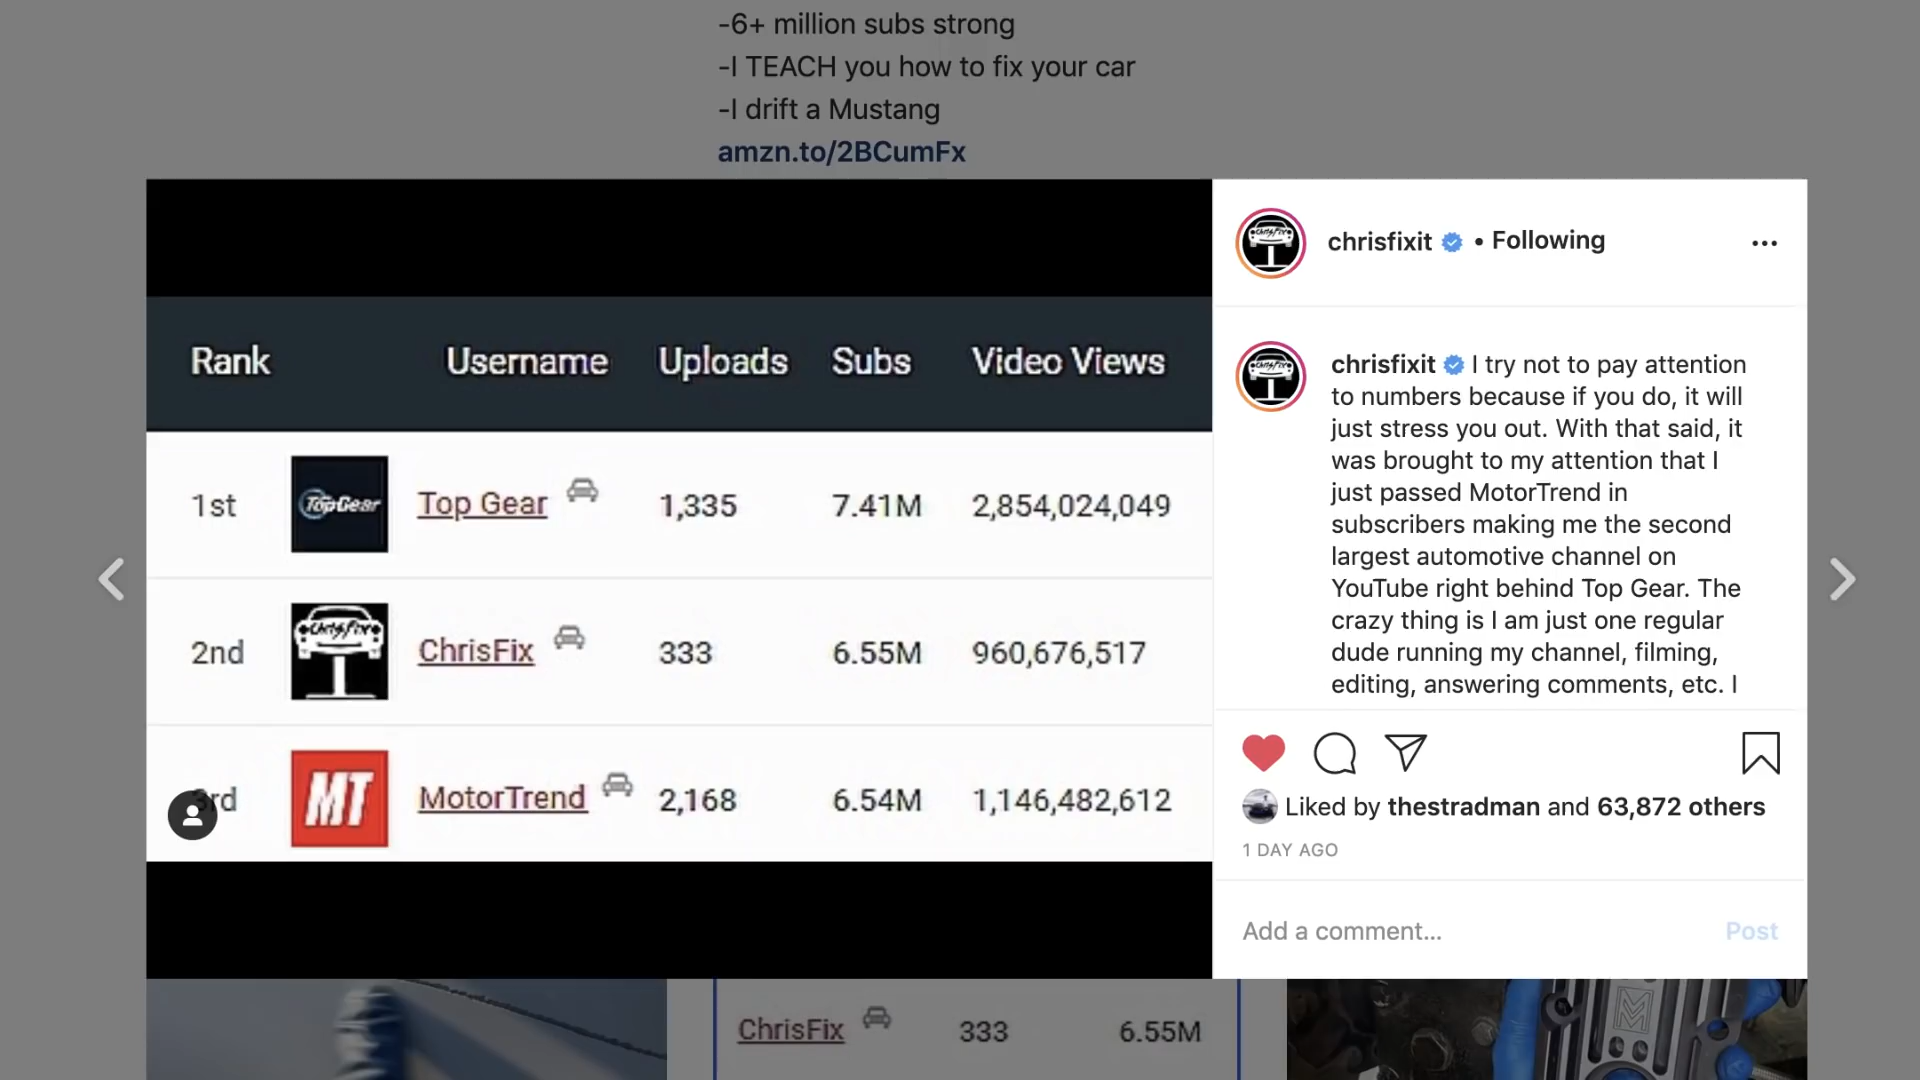 -6+ million subs strong
-I TEACH you how to fix your car
-I drift a Mustang
amzn.to/2BCumFx
Rank Username Uploads Subs Video Views
1st TopGear Top Gear 1,335 7.41M 2,854,024,049
2nd ChrisFix ChrisFix 333 6.55M 960,676,517
3rd MT MotorTrend 2,168 6.54M 1,146,482,612
ChrisFix
chrisfixit • Following
ChrisFix
chrisfixit I try not to pay attention
to numbers because if you do, it will
just stress you out. With that said, it
was brought to my attention that I
just passed MotorTrend in
subscribers making me the second
largest automotive channel on
YouTube right behind Top Gear. The
crazy thing is I am just one regular
dude running my channel, filming,
editing, answering comments, etc. I
Liked by thestradman and 63,872 others
1 DAY AGO
Add a comment... Post
ChrisFix 333 6.55M